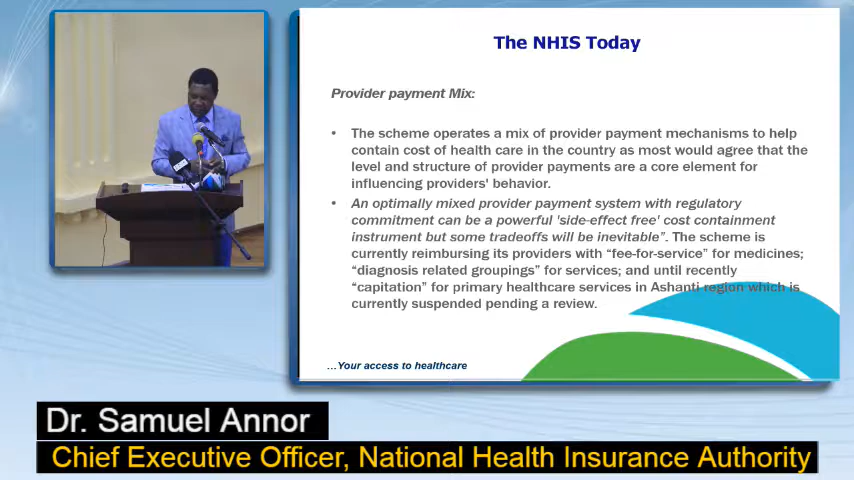 The NHIS Today
Provider payment Mix:
• The scheme operates a mix of provider payment mechanisms to help
contain cost of health care in the country as most would agree that the
level and structure of provider payments are a core element for
influencing providers' behavior.
• An optimally mixed provider payment system with regulatory
commitment can be a powerful 'side-effect free' cost containment
instrument but some tradeoffs will be inevitable”. The scheme is
currently reimbursing its providers with “fee-for-service” for medicines;
“diagnosis related groupings” for services; and until recently
“capitation” for primary healthcare services in Ashanti region which is
currently suspended pending a review.
...Your access to healthcare
Dr. Samuel Annor
Chief Executive Officer, National Health Insurance Authority